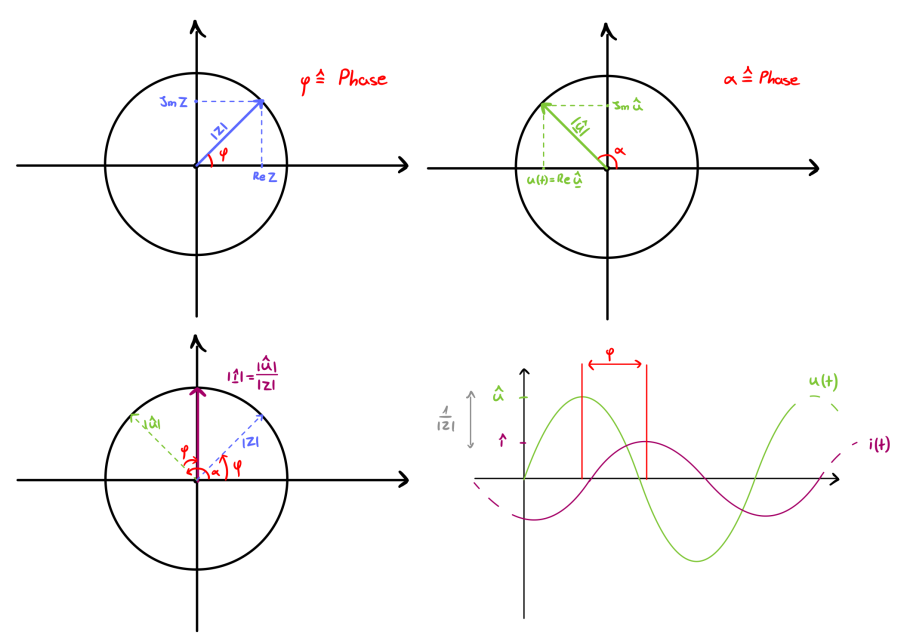 φ ≙ Phase
Jm Z
|Z|
φ
Re Z
α ≙ Phase
Jm û
|û|
α
u(t) = Re û
|î| = |û| / |Z|
|û|
|Z|
φ
α
φ
φ
û
u(t)
1/|Z|
î
i(t)